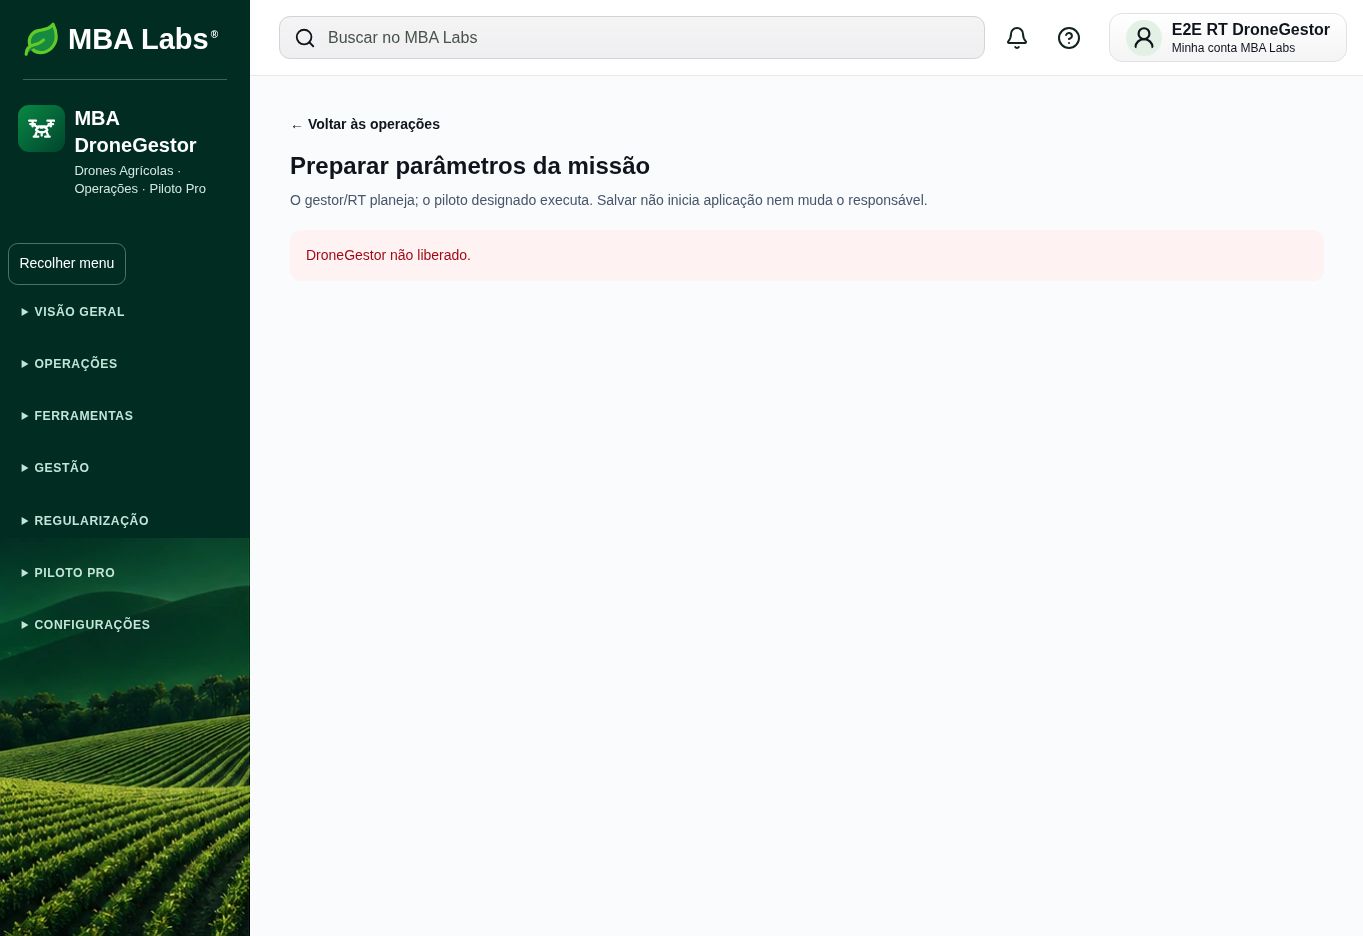 MBA Labs®
MBA
DroneGestor
Drones Agrícolas ·
Operações · Piloto Pro
Recolher menu
▶ VISÃO GERAL
▶ OPERAÇÕES
▶ FERRAMENTAS
▶ GESTÃO
▶ REGULARIZAÇÃO
▶ PILOTO PRO
▶ CONFIGURAÇÕES
Buscar no MBA Labs
E2E RT DroneGestor
Minha conta MBA Labs
← Voltar às operações
Preparar parâmetros da missão
O gestor/RT planeja; o piloto designado executa. Salvar não inicia aplicação nem muda o responsável.
DroneGestor não liberado.